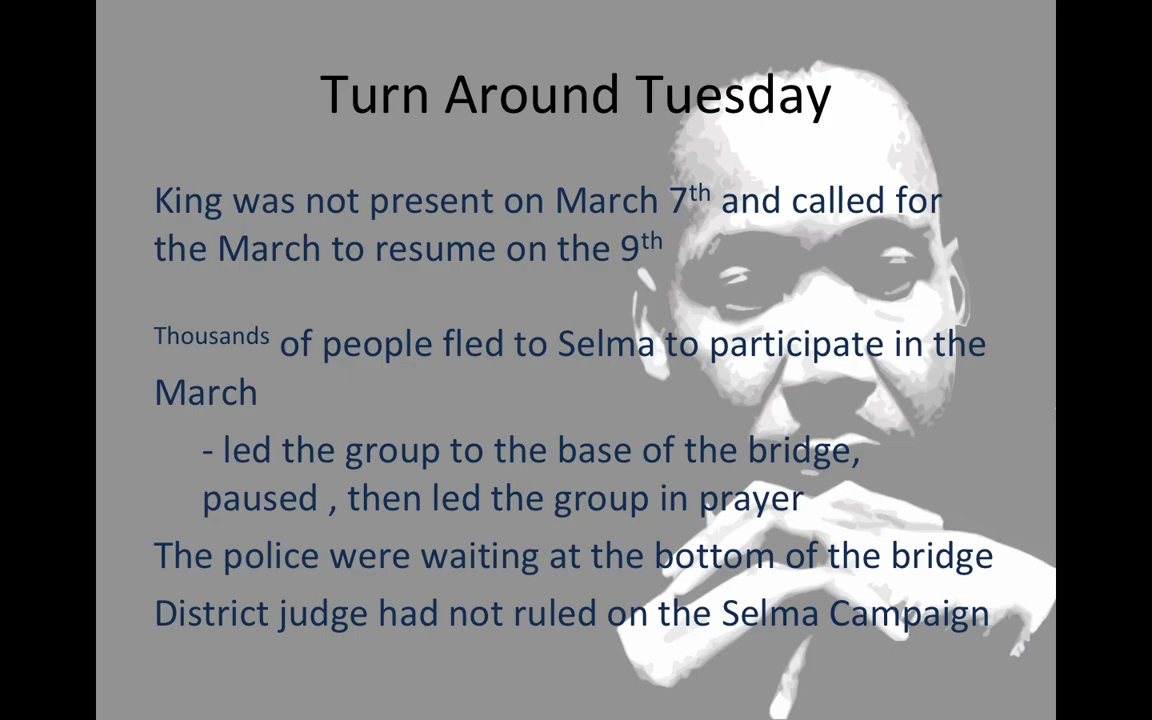 Turn Around Tuesday
King was not present on March 7th and called for
the March to resume on the 9th
Thousands of people fled to Selma to participate in the
March
- led the group to the base of the bridge,
paused , then led the group in prayer
The police were waiting at the bottom of the bridge
District judge had not ruled on the Selma Campaign